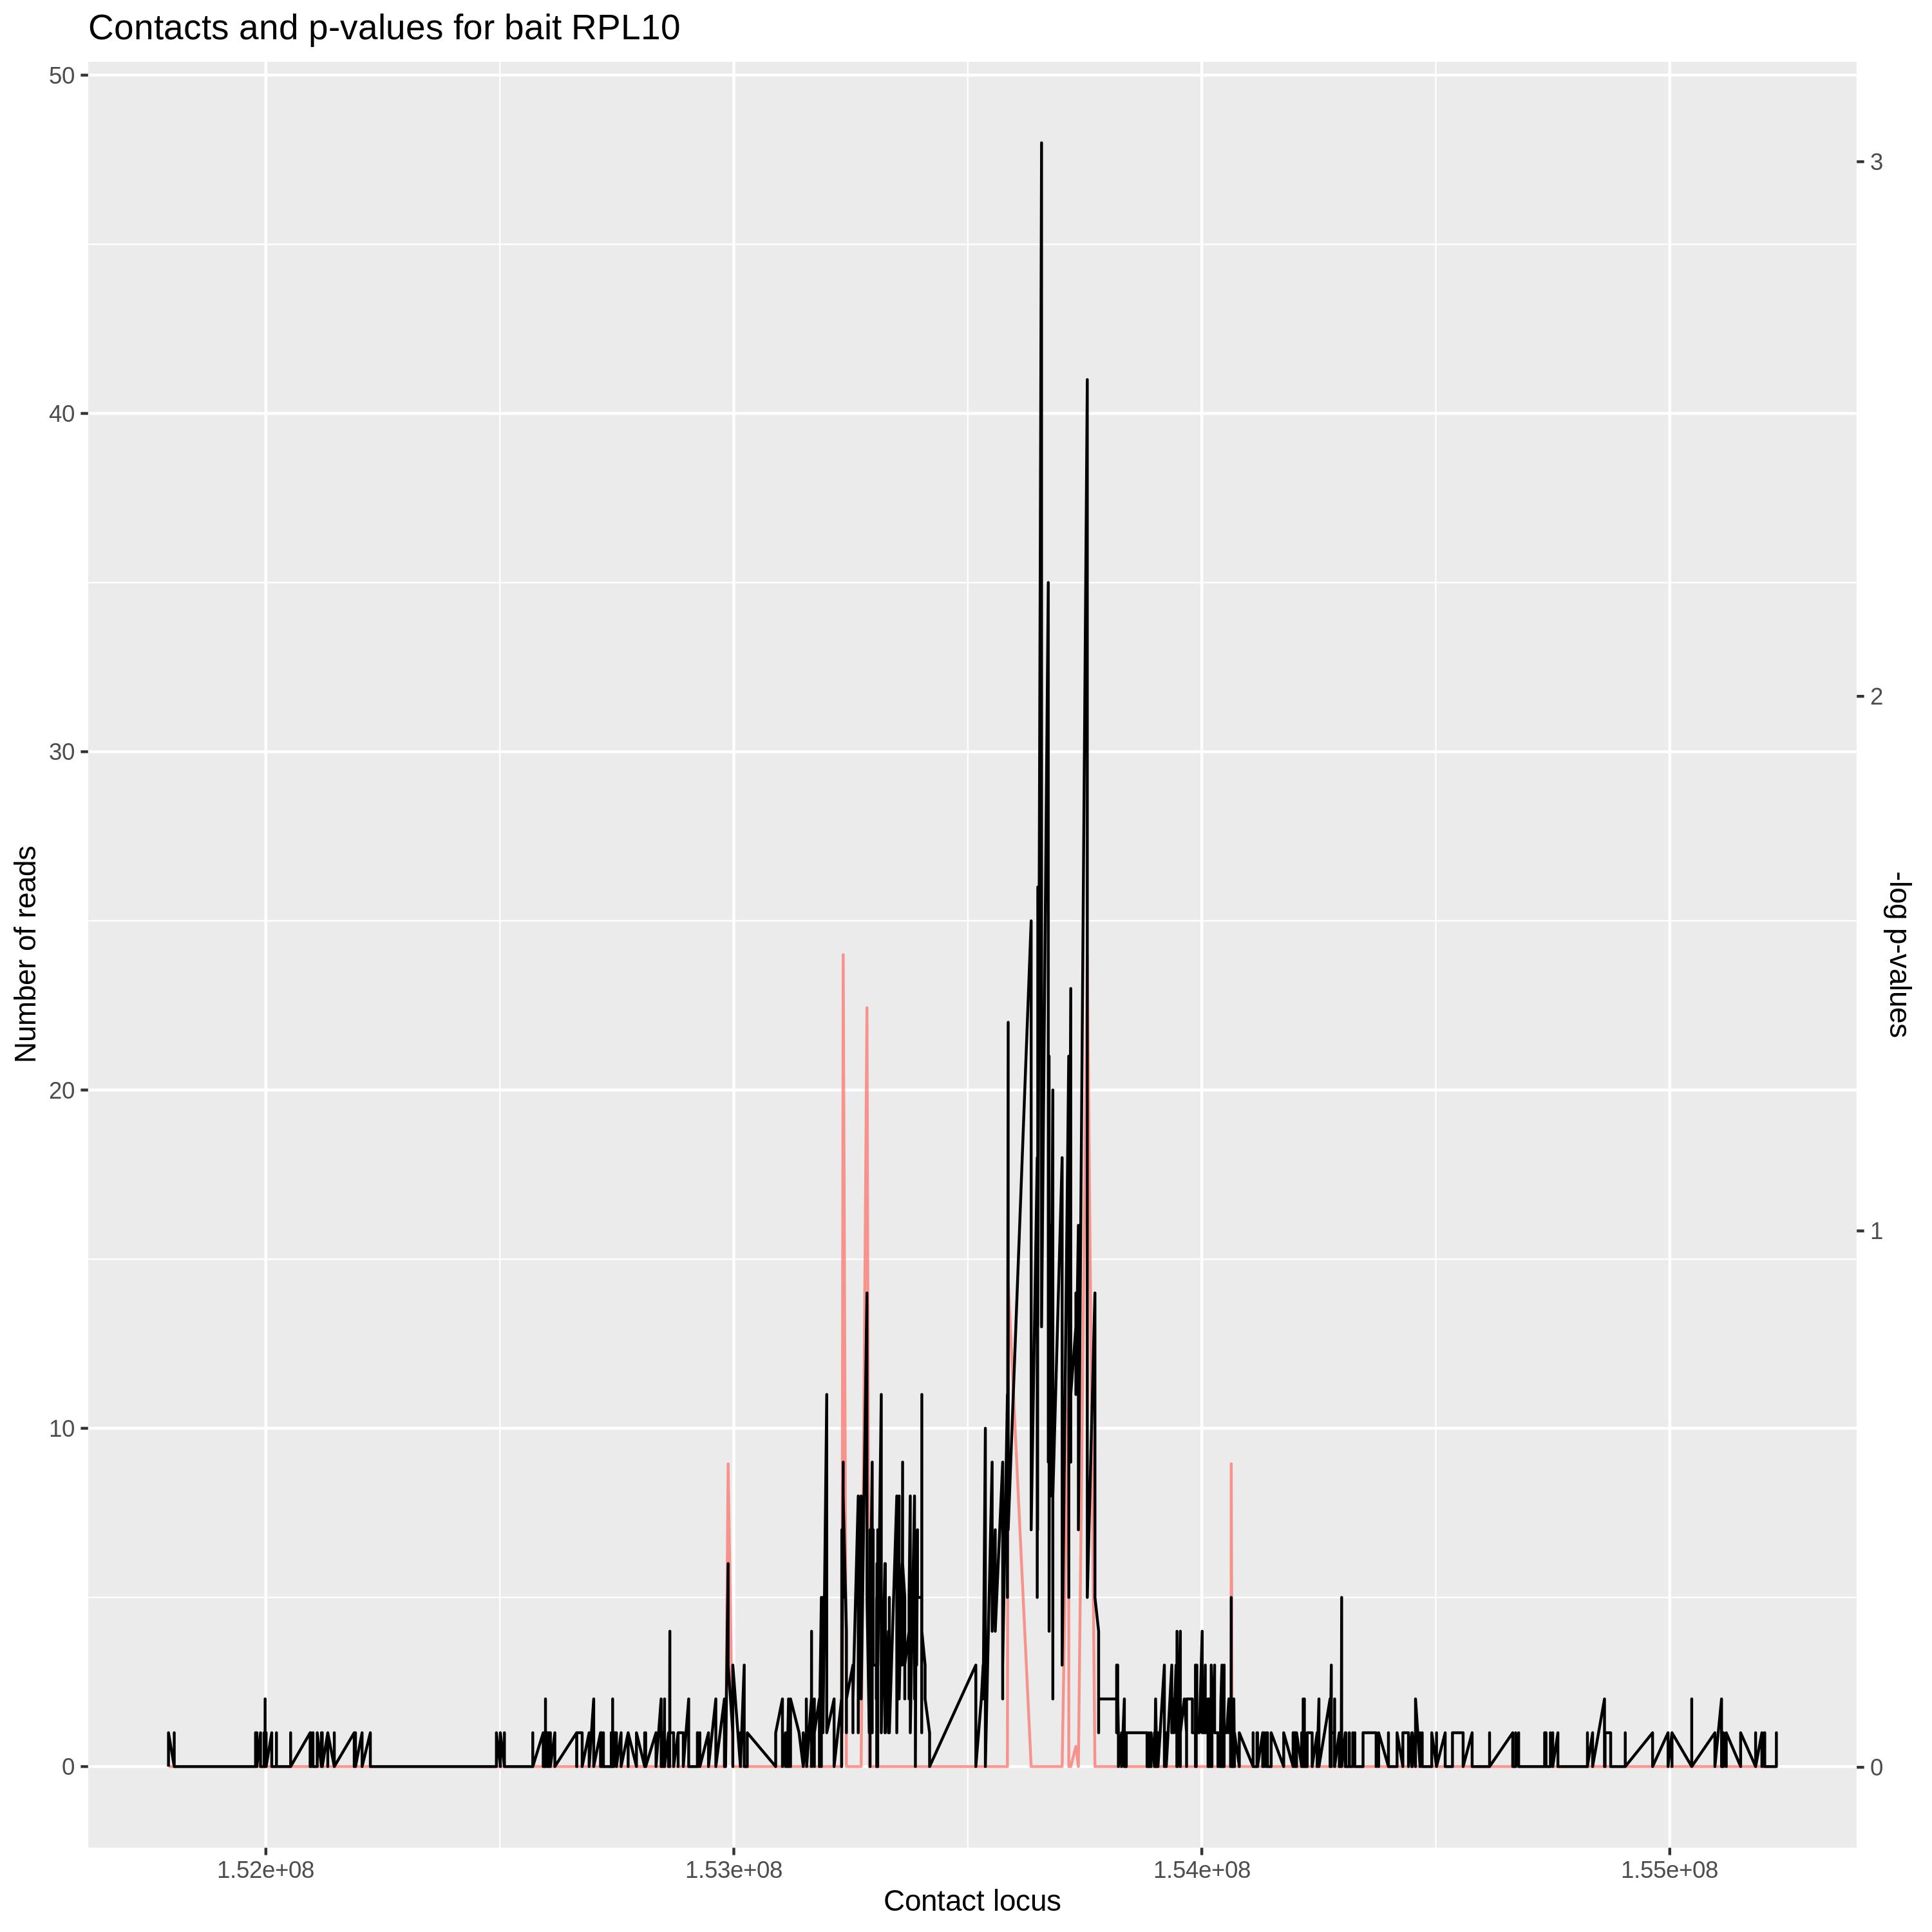 Contacts and p-values for bait RPL10
50
40
30
20
10
0
Number of reads
3
2
1
0
-log p-values
1.52e+08 1.53e+08 1.54e+08 1.55e+08
Contact locus